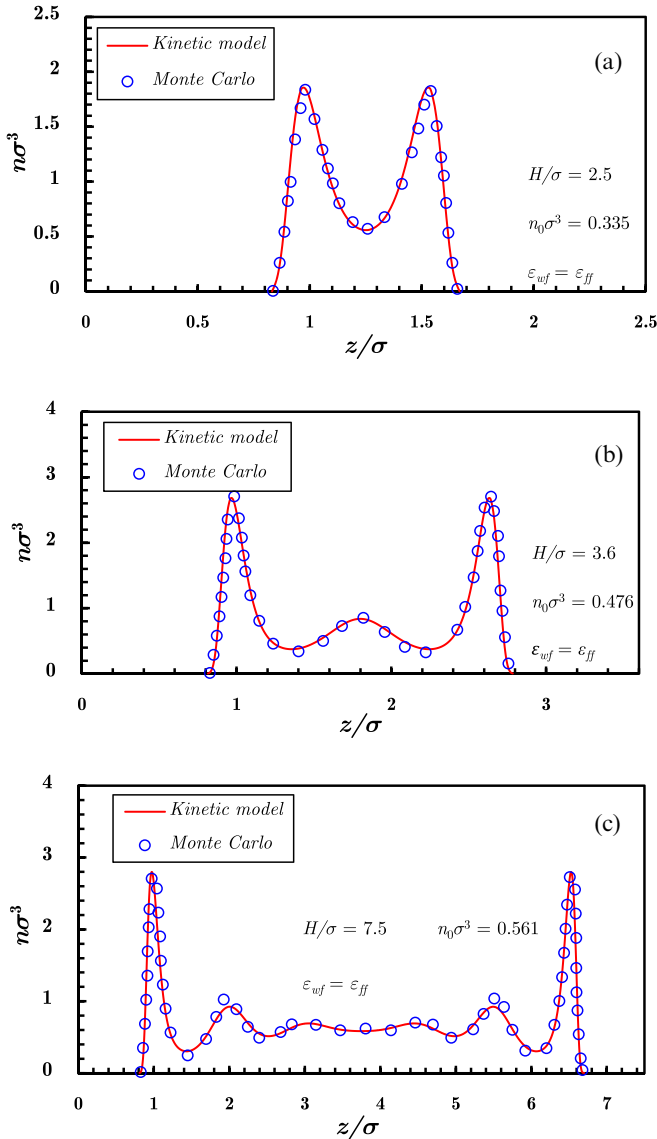 2.5
2
1.5
1
0.5
0
nσ³
Kinetic model
Monte Carlo
(a)
H/σ = 2.5
n₀σ³ = 0.335
ε_wf = ε_ff
0 0.5 1 1.5 2 2.5
z/σ
4
3
2
1
0
nσ³
Kinetic model
Monte Carlo
(b)
H/σ = 3.6
n₀σ³ = 0.476
ε_wf = ε_ff
0 1 2 3
z/σ
4
3
2
1
0
nσ³
Kinetic model
Monte Carlo
(c)
H/σ = 7.5 n₀σ³ = 0.561
ε_wf = ε_ff
0 1 2 3 4 5 6 7
z/σ